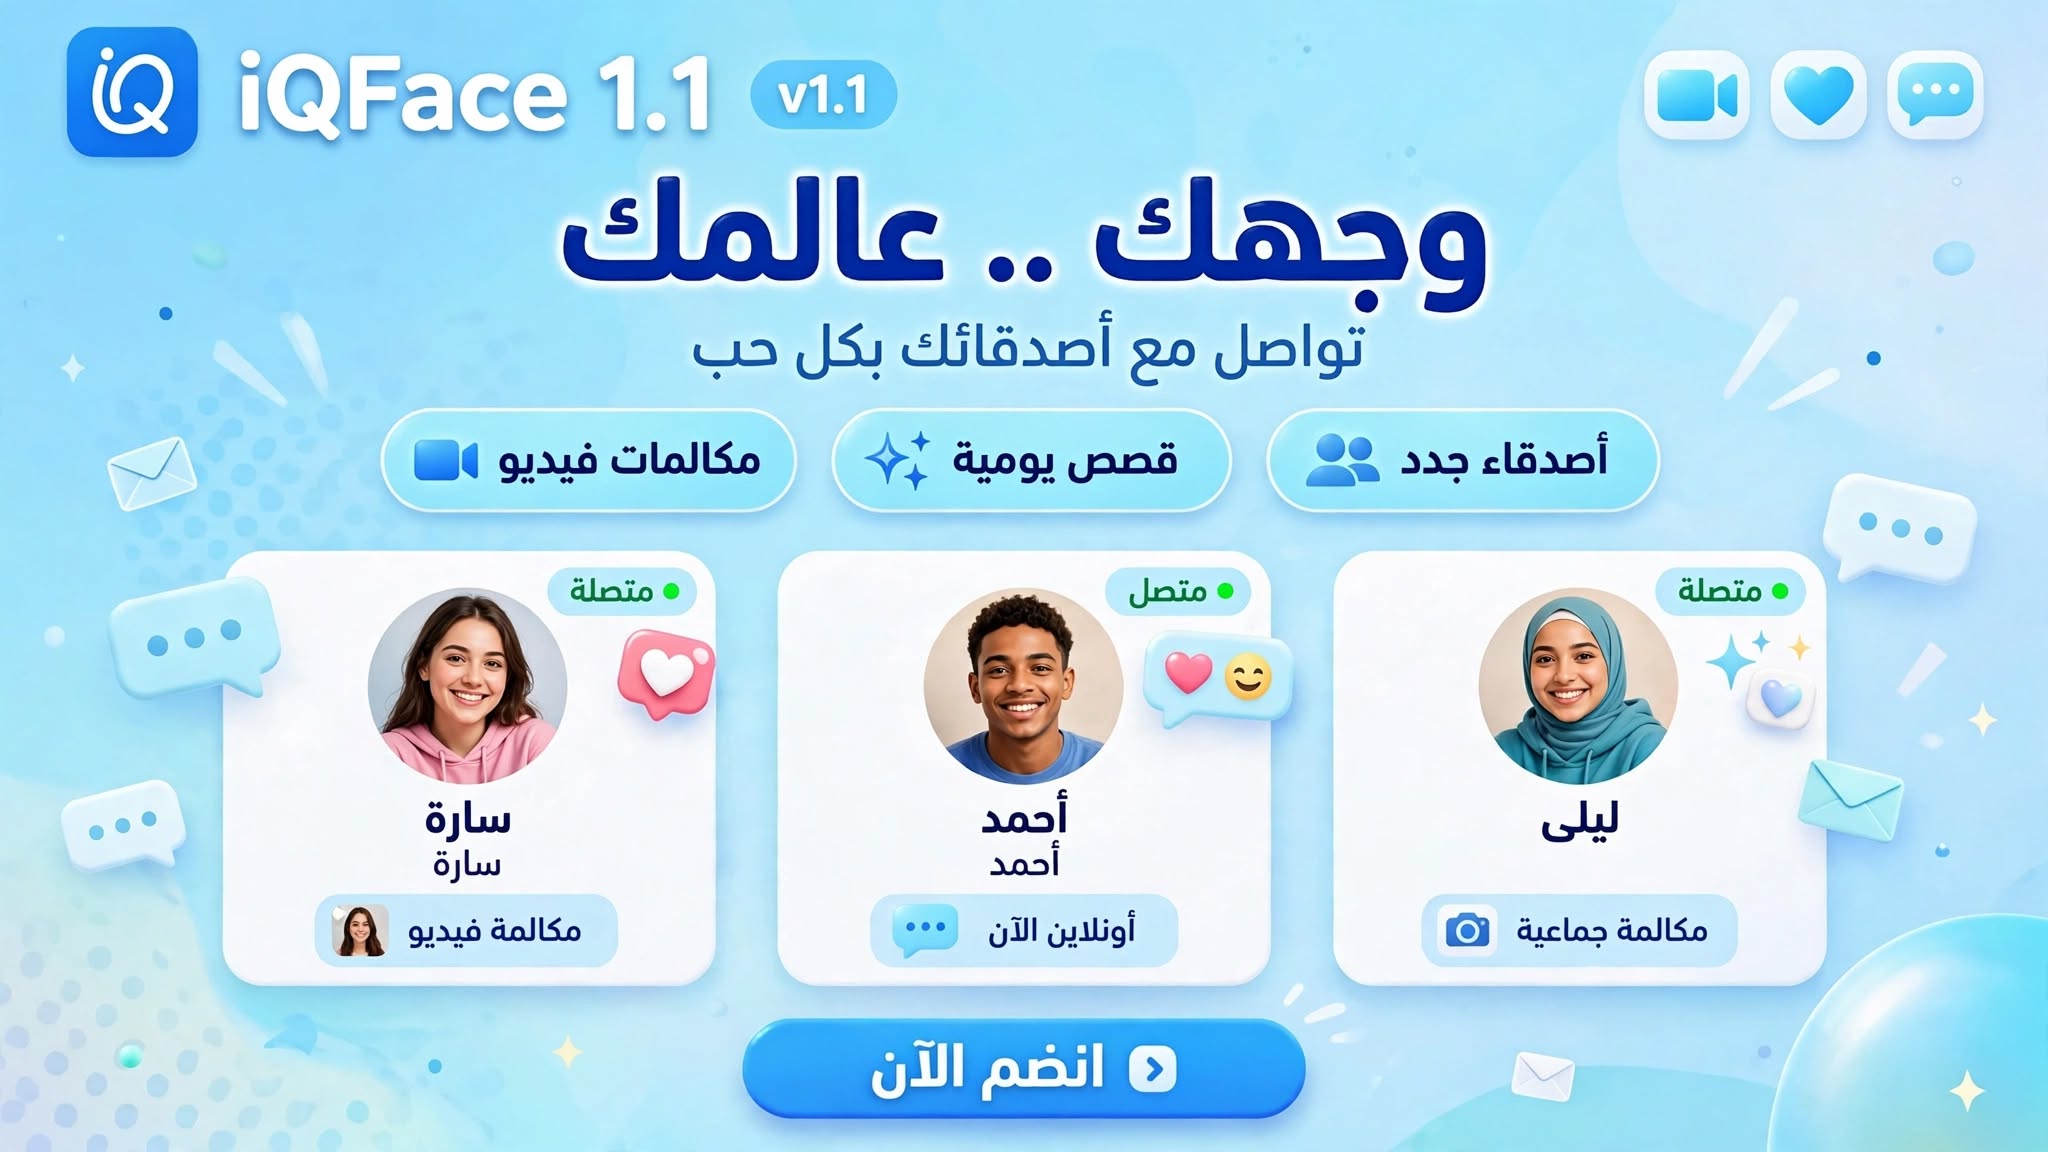 iQ iQFace 1.1 v1.1
وجهك .. عالمك
تواصل مع أصدقائك بكل حب
أصدقاء جدد
قصص يومية
مكالمات فيديو
متصلة
ليلى
مكالمة جماعية
متصل
أحمد
أحمد
أونلاين الآن
متصلة
سارة
سارة
مكالمة فيديو
انضم الآن